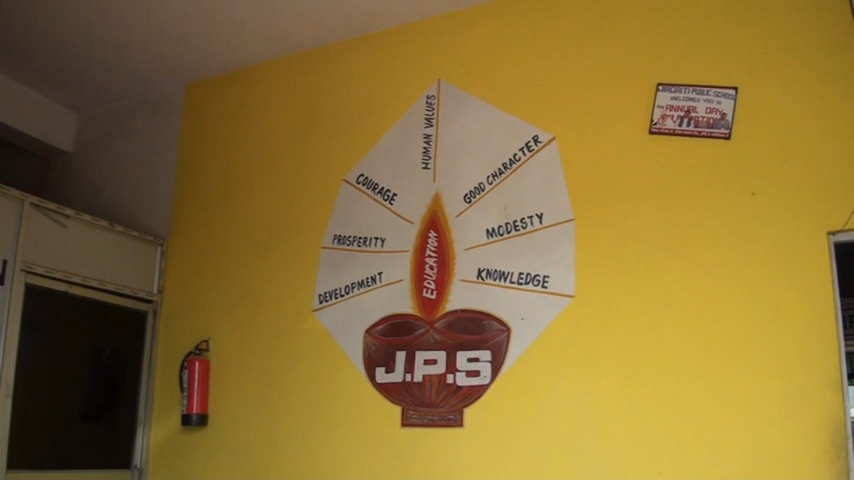 HUMAN VALUES
COURAGE
GOOD CHARACTER
PROSPERITY
MODESTY
DEVELOPMENT
KNOWLEDGE
EDUCATION
J.P.S
JAGRITI PUBLIC SCHOOL
WELCOMES YOU IN
ANNUAL DAY